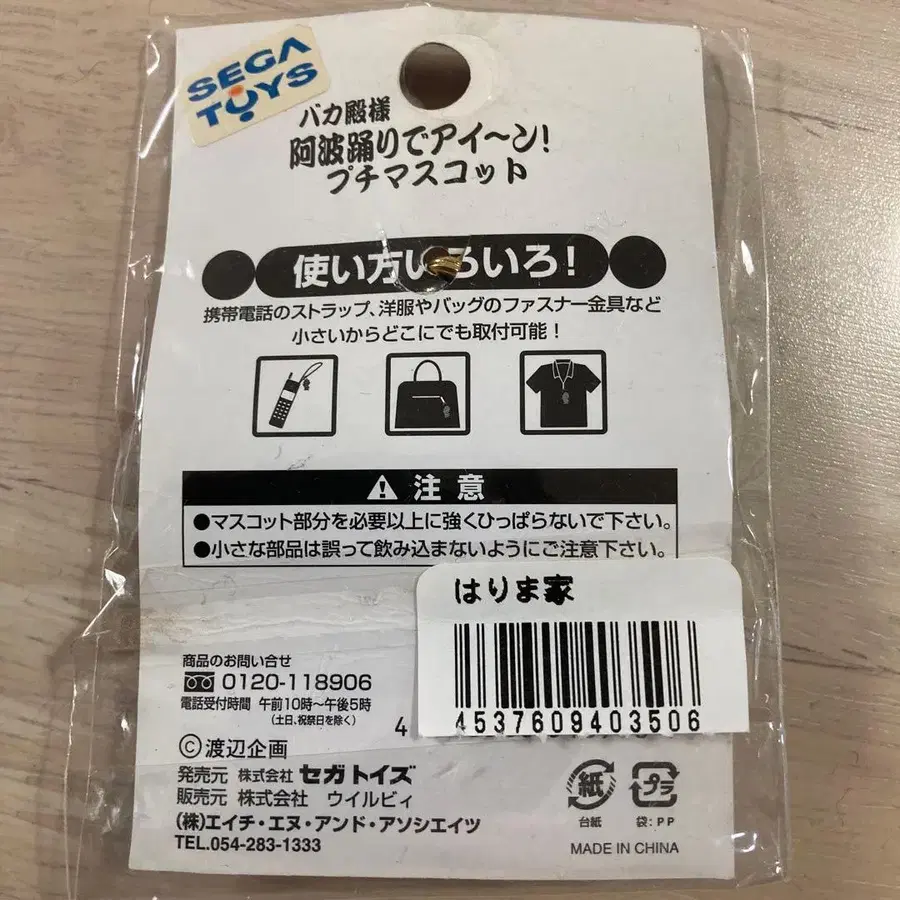 SEGA
TOYS
バカ殿様
阿波踊りでアイ〜ン!
プチマスコット
使い方いろいろ!
携帯電話のストラップ、洋服やバッグのファスナー金具など
小さいからどこにでも取付可能!
注意
●マスコット部分を必要以上に強くひっぱらないで下さい。
●小さな部品は誤って飲み込まないようにご注意下さい。
はりま家
4537609403506
商品のお問い合せ
0120-118906
電話受付時間 午前10時〜午後5時
(土日、祝祭日を除く)
4
©渡辺企画
発売元 株式会社 セガトイズ
販売元 株式会社 ウイルビィ
(株)エイチ・エヌ・アンド・アソシエイツ
TEL.054-283-1333
紙
台紙
プラ
袋:PP
MADE IN CHINA